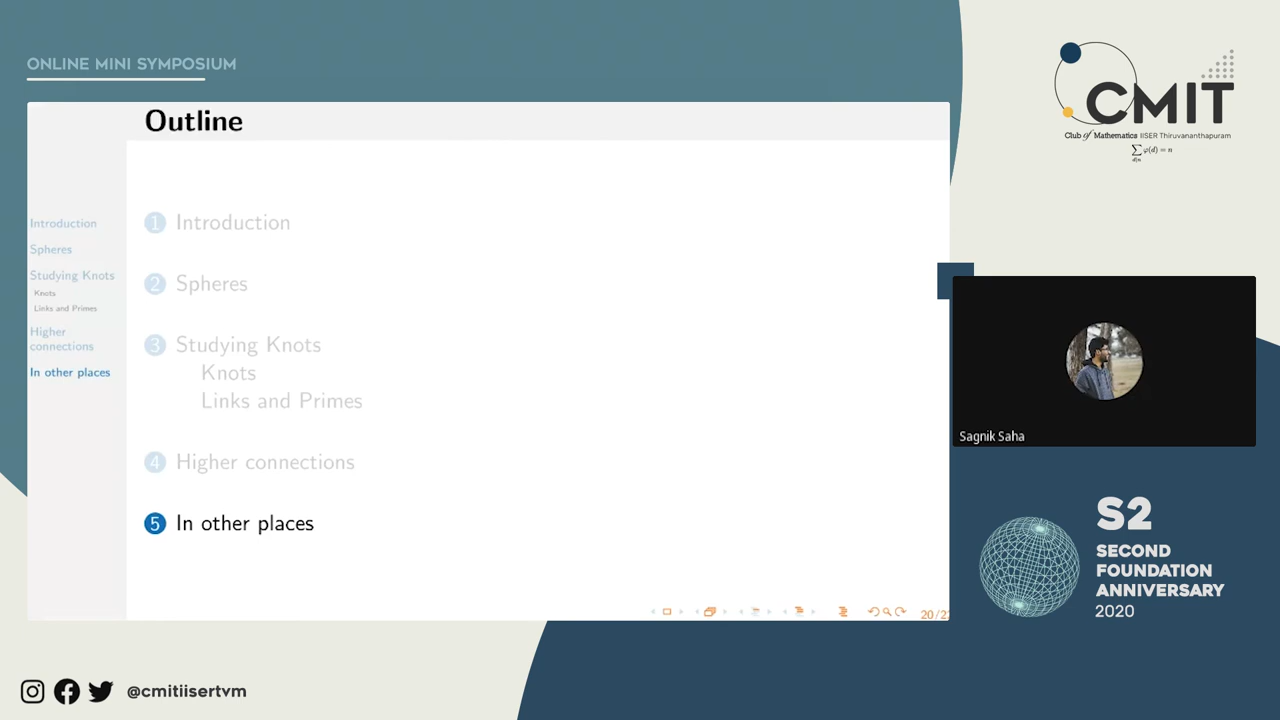 ONLINE MINI SYMPOSIUM
Outline
Introduction
Spheres
Studying Knots
Knots
Links and Primes
Higher
connections
In other places
1 Introduction
2 Spheres
3 Studying Knots
Knots
Links and Primes
4 Higher connections
5 In other places
20/21
CMIT
Club of Mathematics IISER Thiruvananthapuram
∑ φ(d) = n
d|n
Sagnik Saha
S2
SECOND
FOUNDATION
ANNIVERSARY
2020
@cmitiisertvm